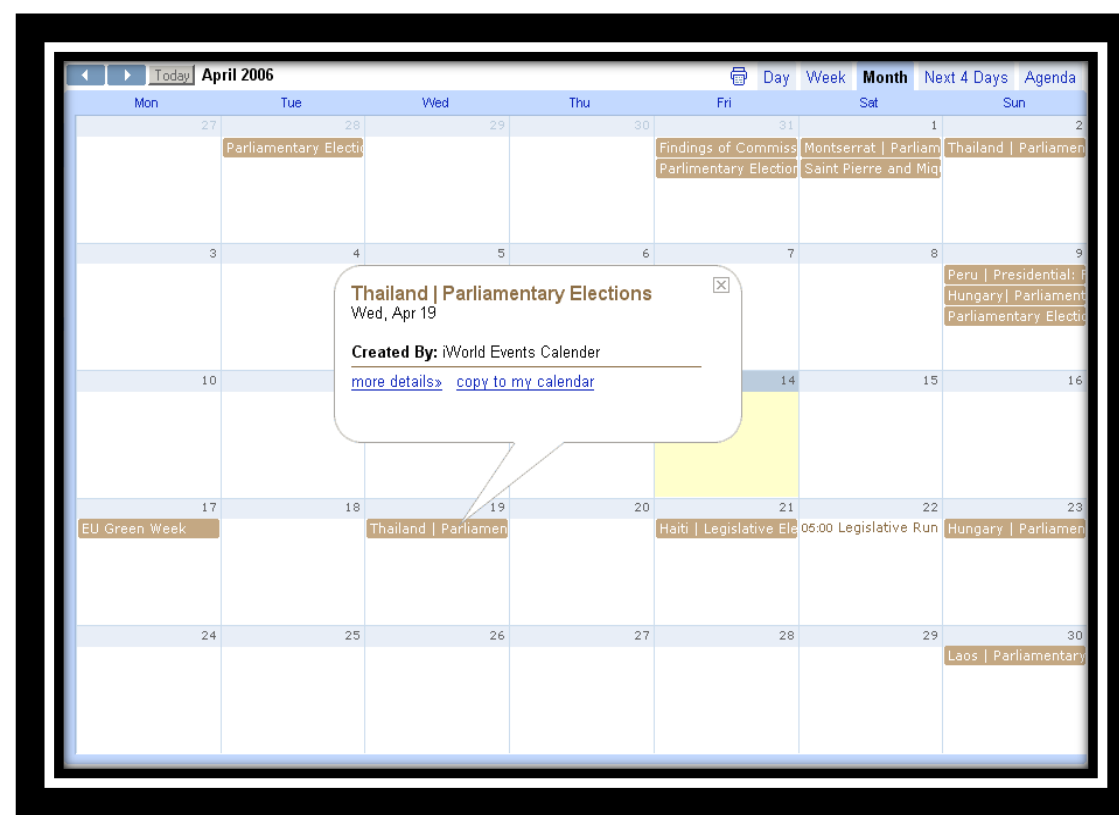 Today April 2006 Day Week Month Next 4 Days Agenda
Mon Tue Wed Thu Fri Sat Sun
27 28 29 30 31 1 2
Parliamentary Electic Findings of Commiss Montserrat | Parliam Thailand | Parliamen
Parlimentary Election Saint Pierre and Miqu
3 4 5 6 7 8 9
Peru | Presidential: F
Hungary| Parliament
Parliamentary Electic
Thailand | Parliamentary Elections
Wed, Apr 19
Created By: iWorld Events Calender
more details» copy to my calendar
10 14 15 16
17 18 19 20 21 22 23
EU Green Week Thailand | Parliamen Haiti | Legislative Ele 05:00 Legislative Run Hungary | Parliamen
24 25 26 27 28 29 30
Laos | Parliamentary